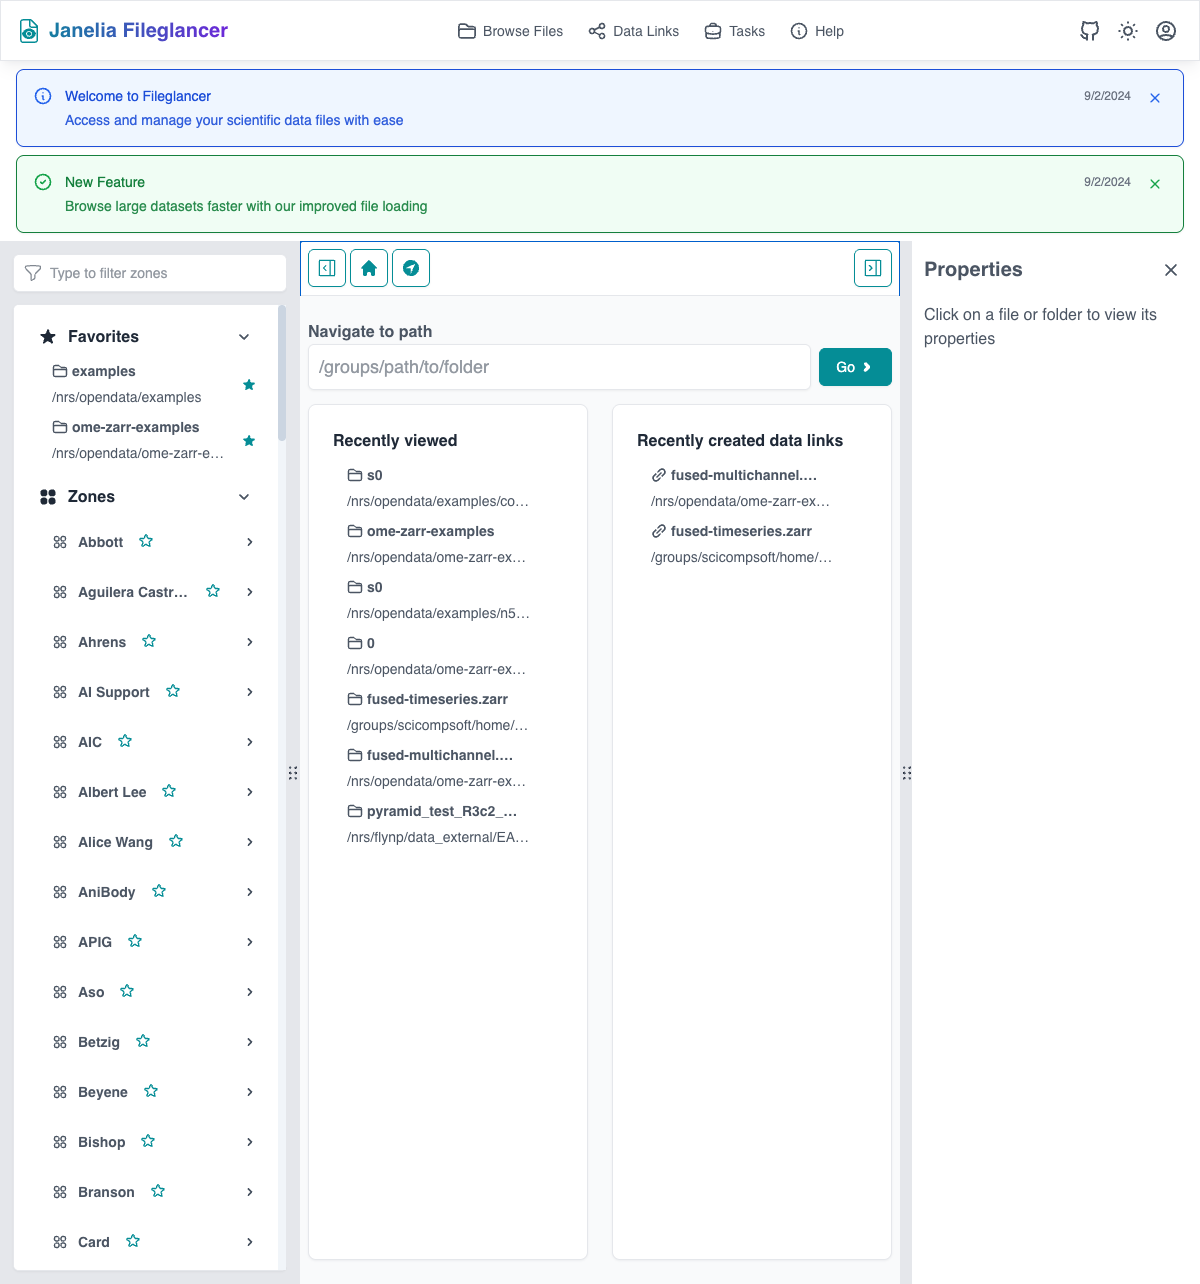 Janelia Fileglancer
Browse Files
Data Links
Tasks
Help
Welcome to Fileglancer
9/2/2024
Access and manage your scientific data files with ease
New Feature
9/2/2024
Browse large datasets faster with our improved file loading
Type to filter zones
Favorites
examples
/nrs/opendata/examples
ome-zarr-examples
/nrs/opendata/ome-zarr-e…
Zones
Abbott
Aguilera Castr…
Ahrens
AI Support
AIC
Albert Lee
Alice Wang
AniBody
APIG
Aso
Betzig
Beyene
Bishop
Branson
Card
Navigate to path
/groups/path/to/folder
Go
Recently viewed
s0
/nrs/opendata/examples/co…
ome-zarr-examples
/nrs/opendata/ome-zarr-ex…
s0
/nrs/opendata/examples/n5…
0
/nrs/opendata/ome-zarr-ex…
fused-timeseries.zarr
/groups/scicompsoft/home/…
fused-multichannel.…
/nrs/opendata/ome-zarr-ex…
pyramid_test_R3c2_…
/nrs/flynp/data_external/EA…
Recently created data links
fused-multichannel.…
/nrs/opendata/ome-zarr-ex…
fused-timeseries.zarr
/groups/scicompsoft/home/…
Properties
Click on a file or folder to view its
properties